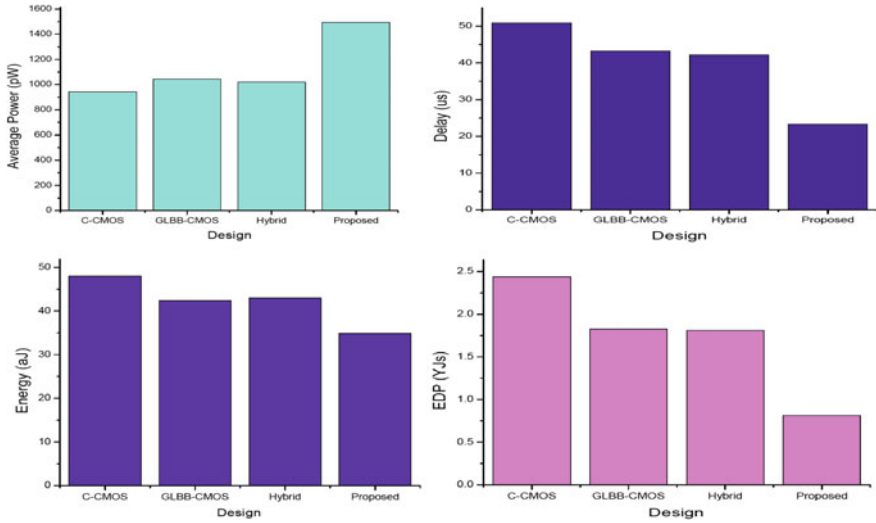 1600
1400
1200
1000
800
600
400
200
0
Average Power (pW)
C-CMOS GLBB-CMOS Hybrid Proposed
Design
50
40
30
20
10
0
Delay (us)
C-CMOS GLBB-CMOS Hybrid Proposed
Design
50
40
30
20
10
0
Energy (aJ)
C-CMOS GLBB-CMOS Hybrid Proposed
Design
2.5
2.0
1.5
1.0
0.5
0.0
EDP (YJs)
C-CMOS GLBB-CMOS Hybrid Proposed
Design